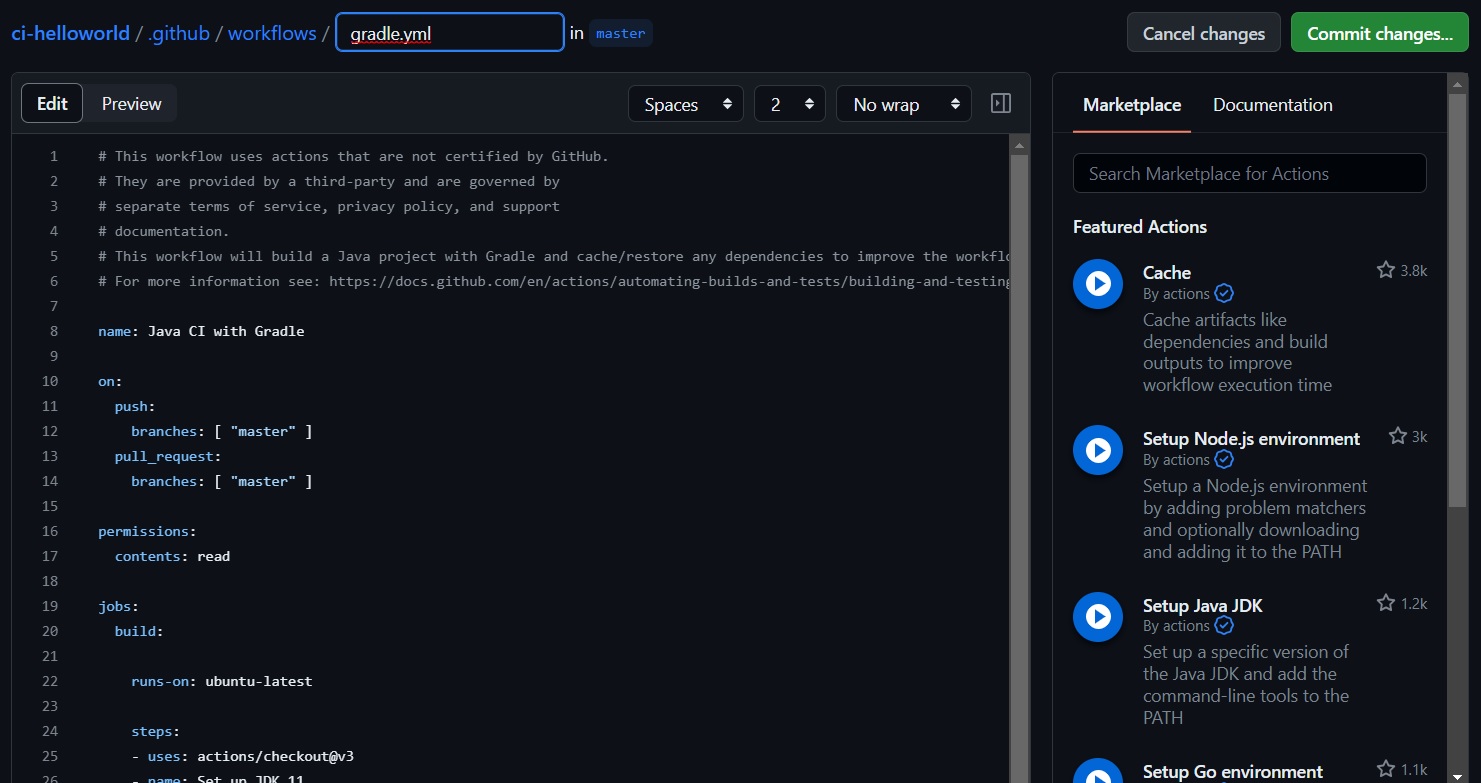 ci-helloworld / .github / workflows / gradle.yml in master
Cancel changes
Commit changes...
Edit
Preview
Spaces
2
No wrap
1 # This workflow uses actions that are not certified by GitHub.
2 # They are provided by a third-party and are governed by
3 # separate terms of service, privacy policy, and support
4 # documentation.
5 # This workflow will build a Java project with Gradle and cache/restore any dependencies to improve the workflo
6 # For more information see: https://docs.github.com/en/actions/automating-builds-and-tests/building-and-testing
7
8 name: Java CI with Gradle
9
10 on:
11 push:
12 branches: [ "master" ]
13 pull_request:
14 branches: [ "master" ]
15
16 permissions:
17 contents: read
18
19 jobs:
20 build:
21
22 runs-on: ubuntu-latest
23
24 steps:
25 - uses: actions/checkout@v3
26 - name: Set up JDK 11
Marketplace
Documentation
Search Marketplace for Actions
Featured Actions
Cache
3.8k
By actions
Cache artifacts like
dependencies and build
outputs to improve
workflow execution time
Setup Node.js environment
3k
By actions
Setup a Node.js environment
by adding problem matchers
and optionally downloading
and adding it to the PATH
Setup Java JDK
1.2k
By actions
Set up a specific version of
the Java JDK and add the
command-line tools to the
PATH
Setup Go environment
1.1k